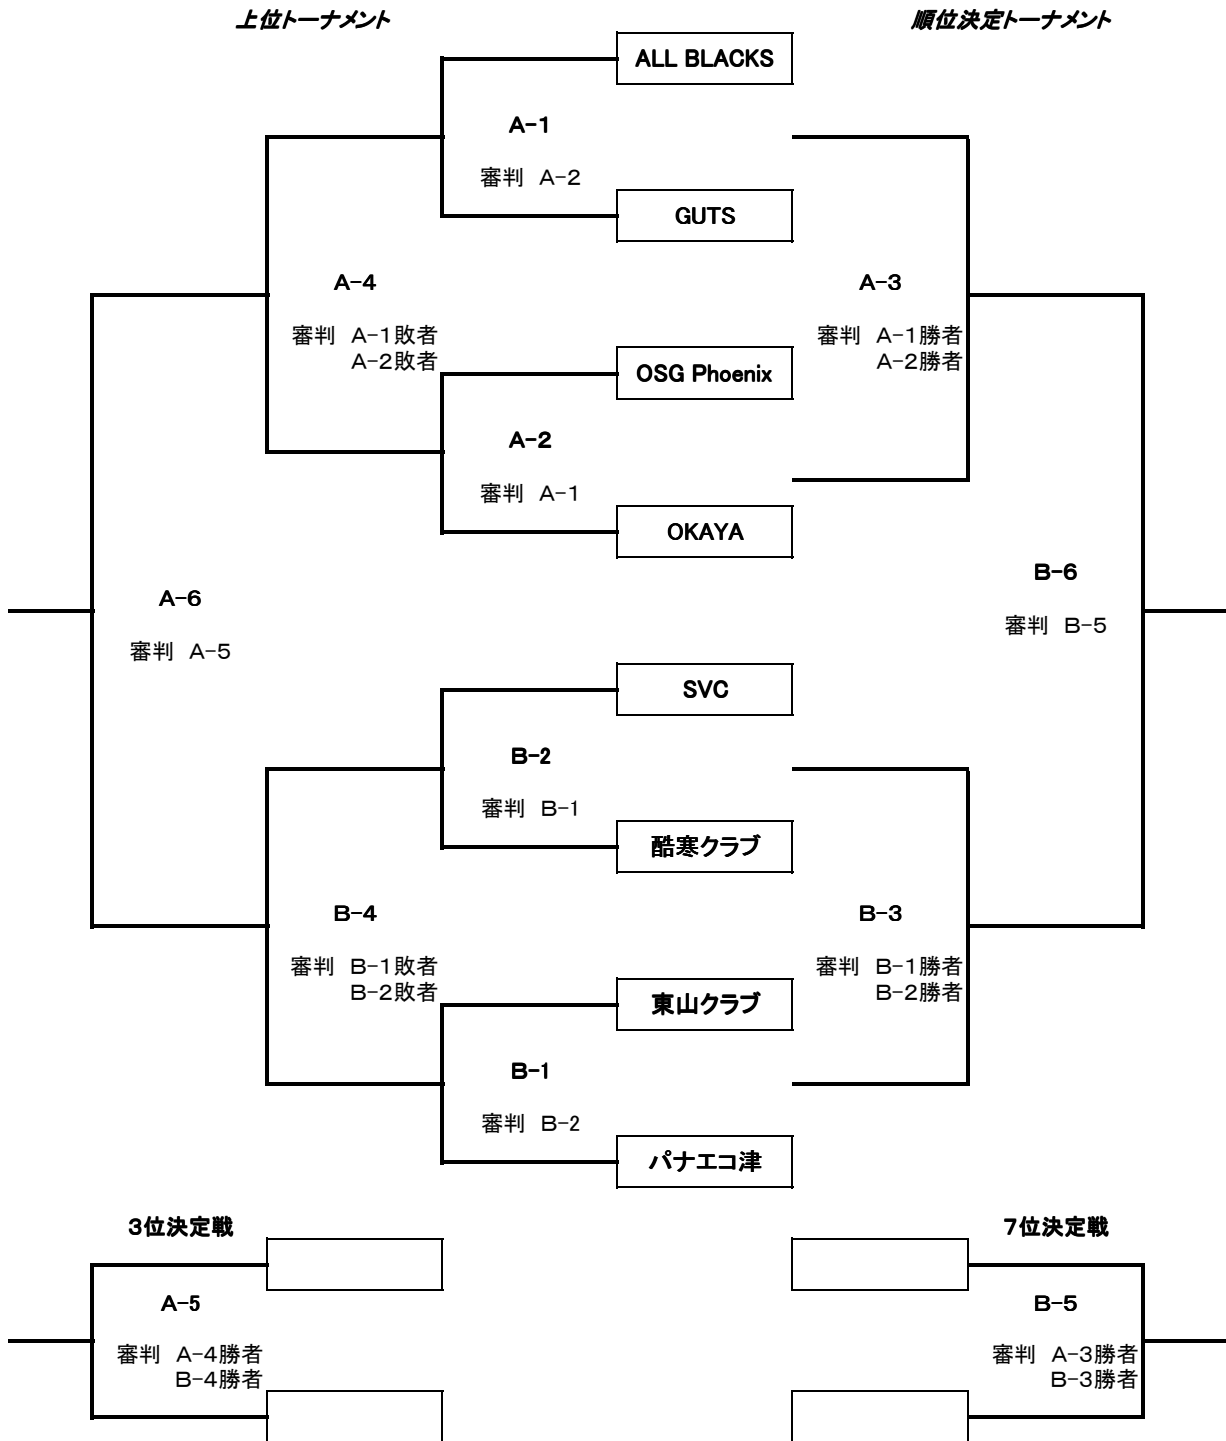 上位トーナメント
順位決定トーナメント
ALL BLACKS
A-1
審判 A-2
GUTS
A-4
A-3
審判 A-1敗者
A-2敗者
審判 A-1勝者
A-2勝者
OSG Phoenix
A-2
審判 A-1
OKAYA
B-6
A-6
審判 B-5
審判 A-5
SVC
B-2
審判 B-1
酷寒クラブ
B-4
B-3
審判 B-1敗者
B-2敗者
審判 B-1勝者
B-2勝者
東山クラブ
B-1
審判 B-2
パナエコ津
3位決定戦
7位決定戦
A-5
B-5
審判 A-4勝者
B-4勝者
審判 A-3勝者
B-3勝者